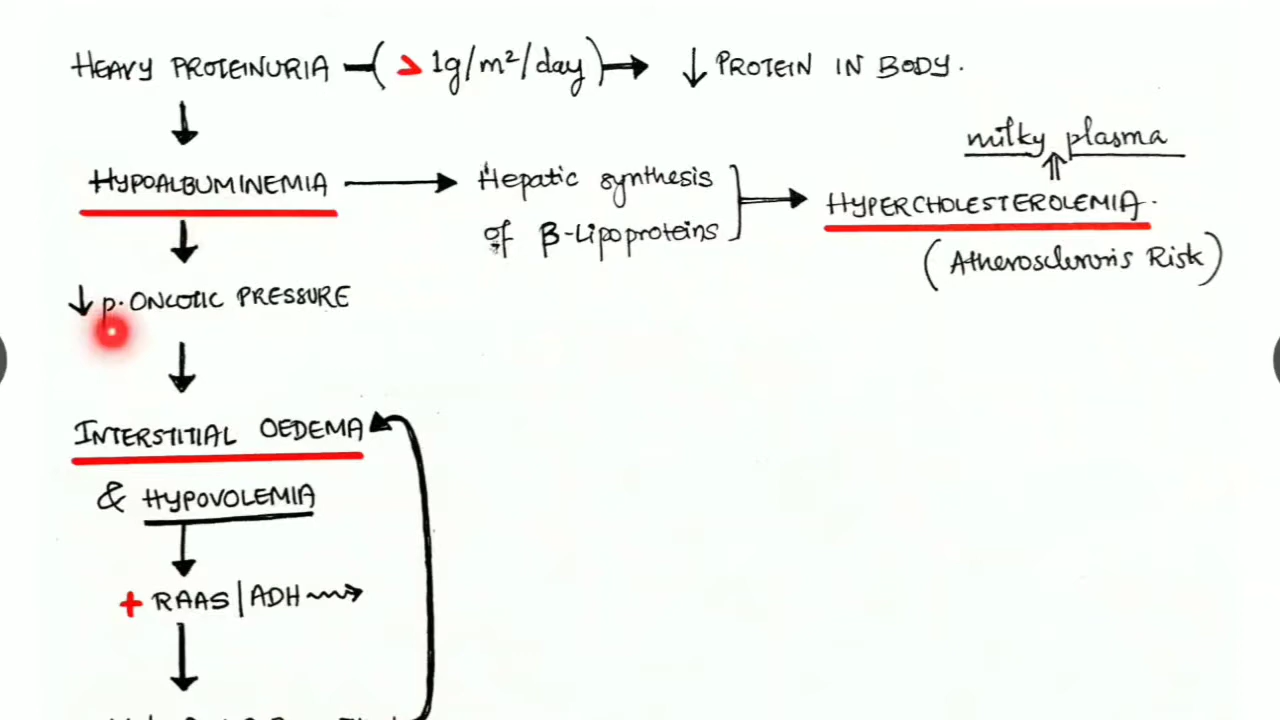 HEAVY PROTEINURIA (> 1g/m²/day) ↓ PROTEIN IN BODY.
milky plasma
HYPOALBUMINEMIA
Hepatic synthesis
of β-Lipoproteins
HYPERCHOLESTEROLEMIA.
(Atherosclerosis Risk)
↓ p. ONCOTIC PRESSURE
INTERSTITIAL OEDEMA
& HYPOVOLEMIA
+ RAAS|ADH